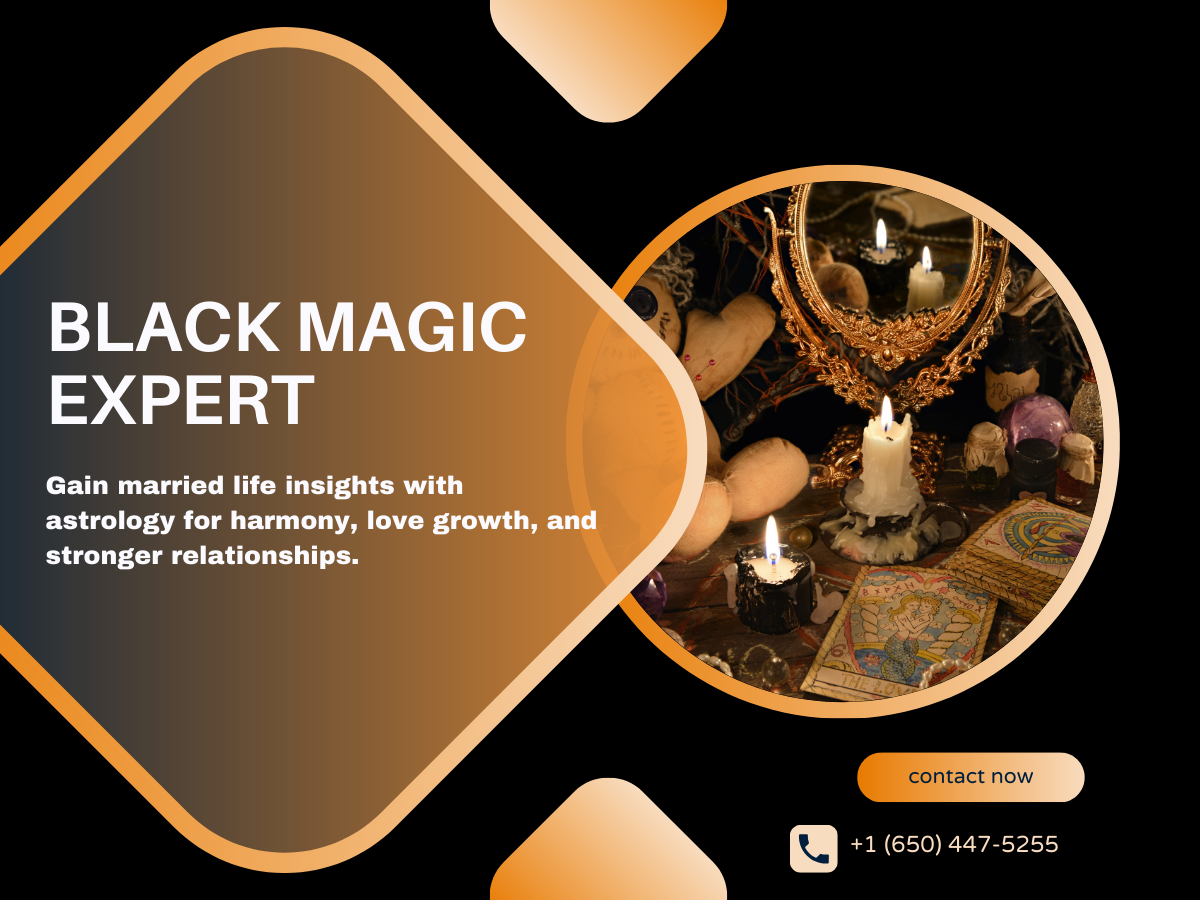 BLACK MAGIC
EXPERT
Gain married life insights with
astrology for harmony, love growth, and
stronger relationships.
contact now
+1 (650) 447-5255